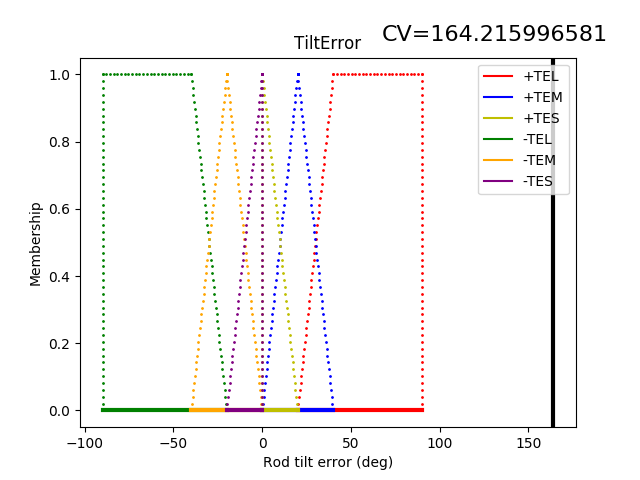 CV=164.215996581
TiltError
+TEL
+TEM
+TES
-TEL
-TEM
-TES
Membership
1.0
0.8
0.6
0.4
0.2
0.0
−100 −50 0 50 100 150
Rod tilt error (deg)